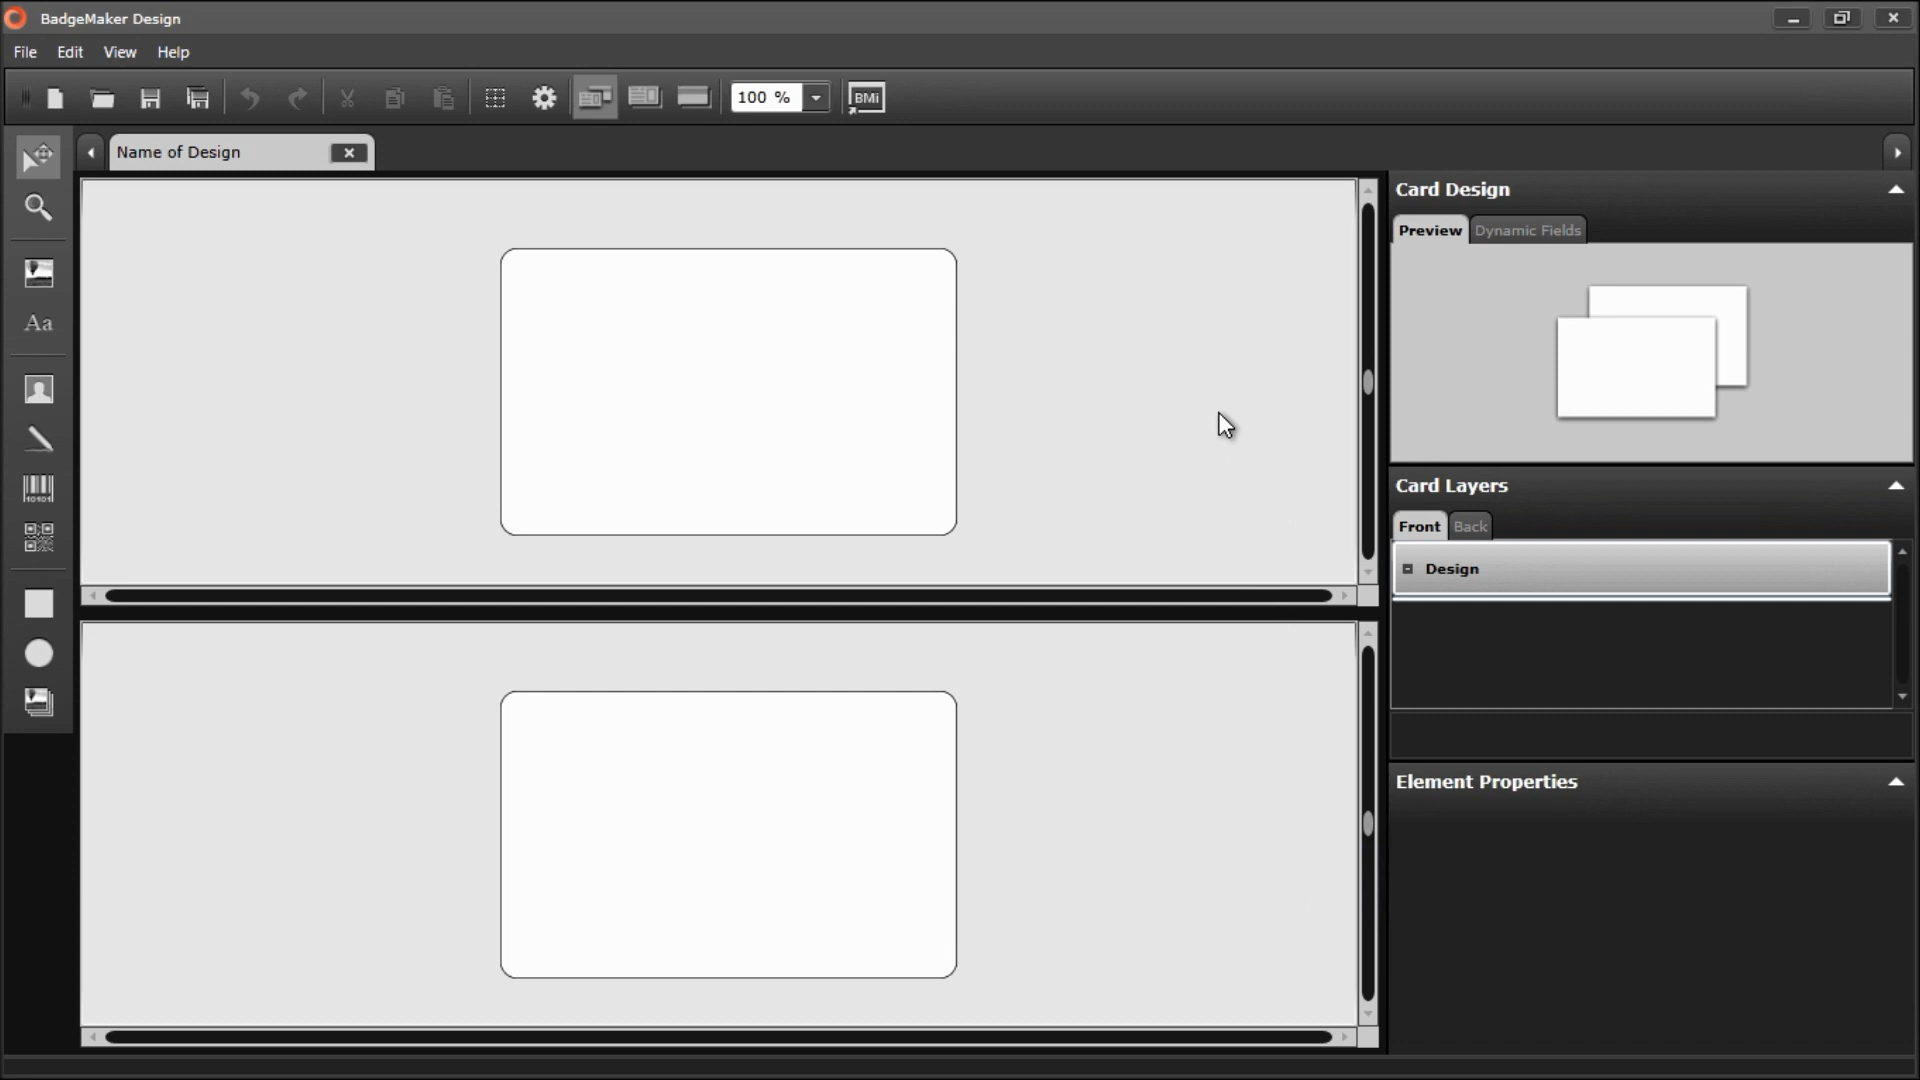 BadgeMaker Design
File Edit View Help
100 % BMi
Name of Design
Aa
10101
Card Design
Preview Dynamic Fields
Card Layers
Front Back
Design
Element Properties